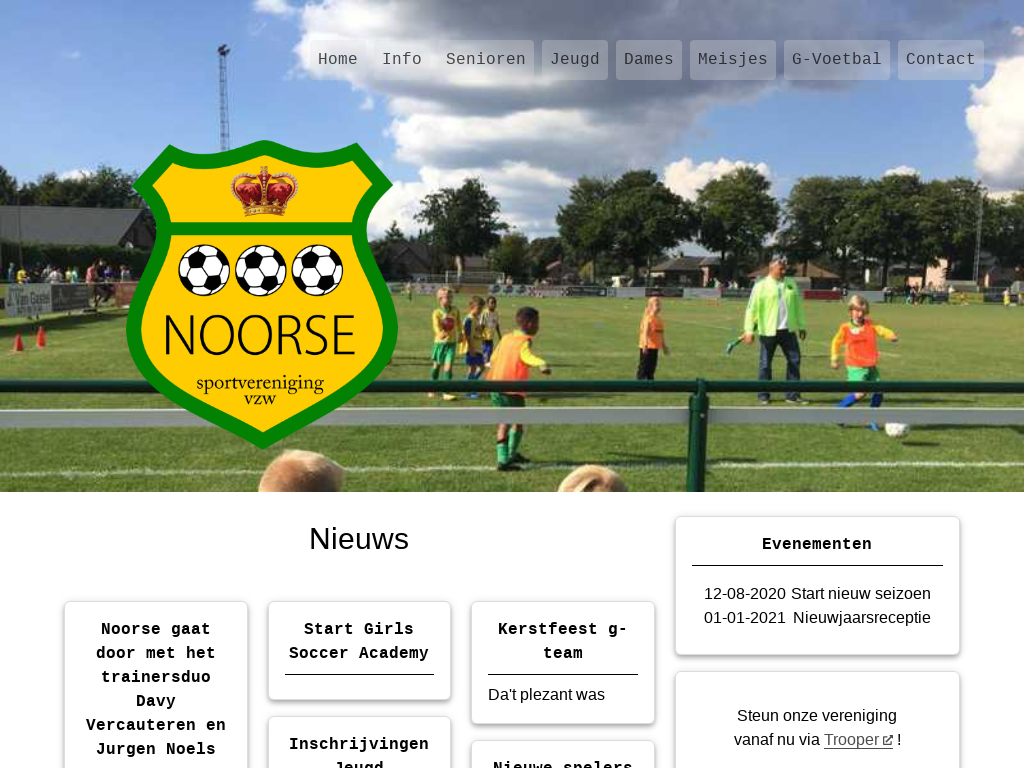 Home Info Senioren Jeugd Dames Meisjes G-Voetbal Contact
NOORSE
sportvereniging
vzw
Nieuws
Noorse gaat
door met het
trainersduo
Davy
Vercauteren en
Jurgen Noels
Start Girls
Soccer Academy
Inschrijvingen
Jeugd
Kerstfeest g-
team
Da't plezant was
Nieuwe spelers
Evenementen
12-08-2020 Start nieuw seizoen
01-01-2021 Nieuwjaarsreceptie
Steun onze vereniging
vanaf nu via Trooper !